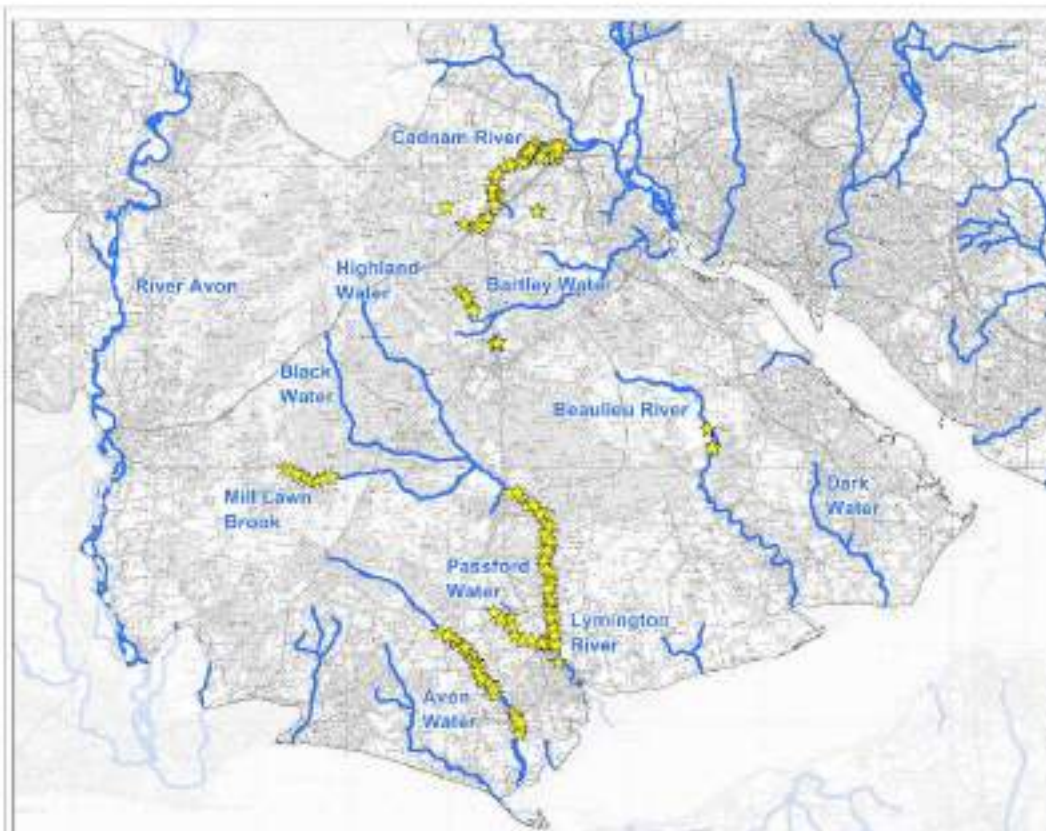 Cadnam River
Highland
Water
Bartley Water
River Avon
Black
Water
Beaulieu River
Mill Lawn
Brook
Dark
Water
Passford
Water
Lymington
River
Avon
Water